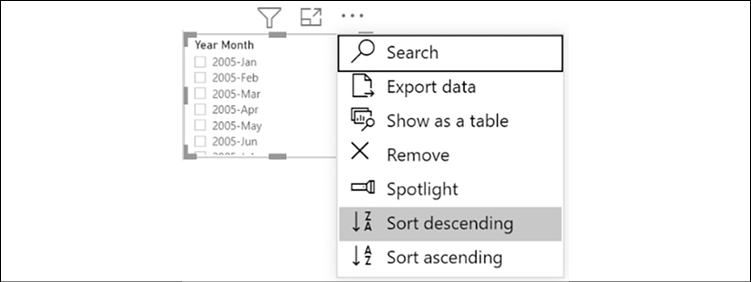 Year Month
2005-Jan
2005-Feb
2005-Mar
2005-Apr
2005-May
2005-Jun
Search
Export data
Show as a table
Remove
Spotlight
Sort descending
Sort ascending